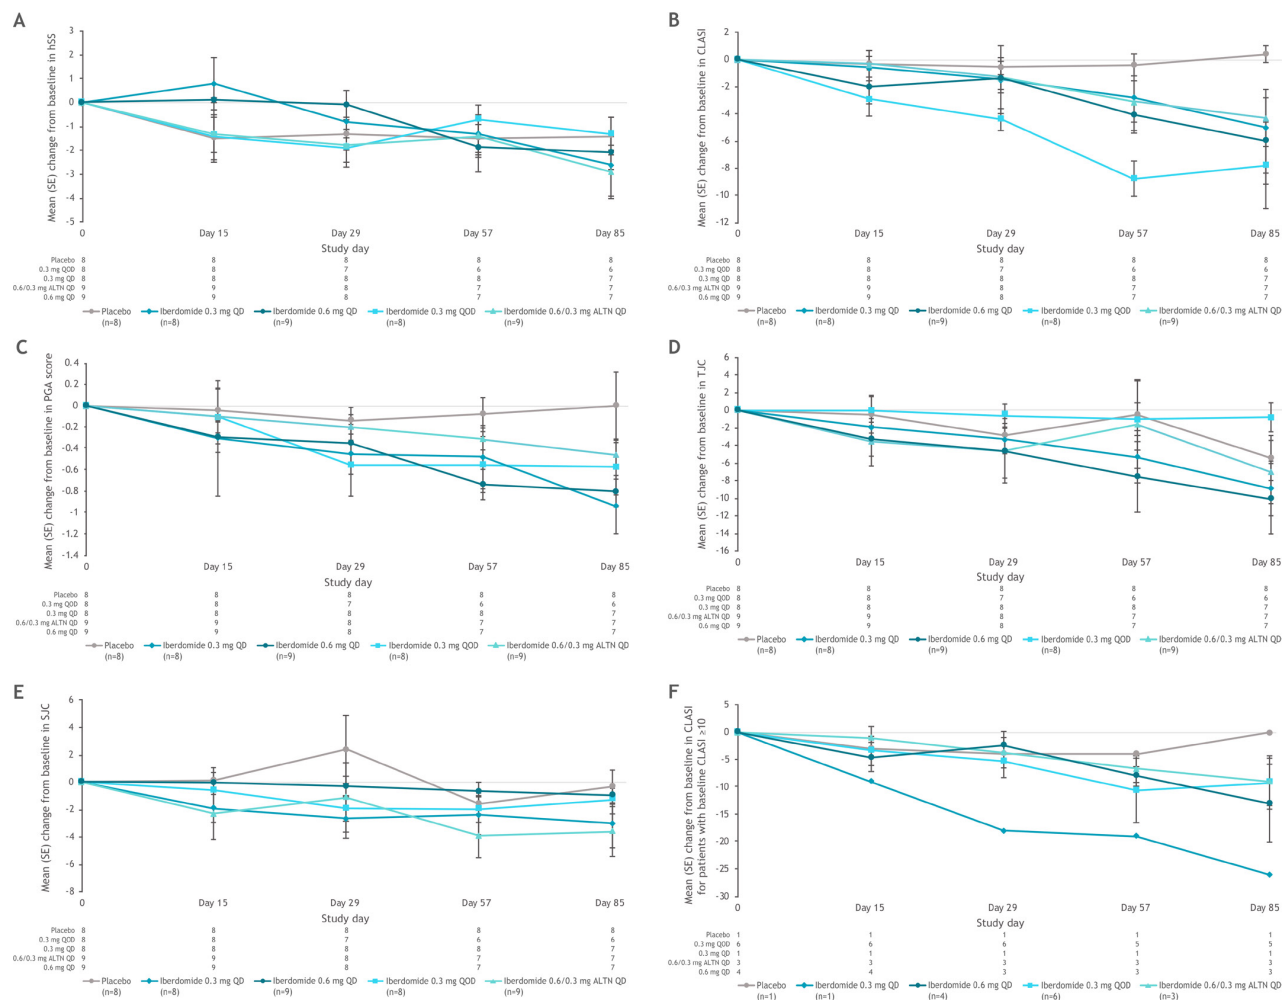 A
Mean (SE) change from baseline in hSS
3
2
1
0
-1
-2
-3
-4
-5
0 Day 15 Day 29 Day 57 Day 85
Study day
Placebo 8 8 8 8 8
0.3 mg QOD 8 8 7 6 6
0.3 mg QD 8 8 8 8 7
0.6/0.3 mg ALTN QD 9 9 8 7 7
0.6 mg QD 9 9 8 7 7
Placebo (n=8)
Iberdomide 0.3 mg QD (n=8)
Iberdomide 0.6 mg QD (n=9)
Iberdomide 0.3 mg QOD (n=8)
Iberdomide 0.6/0.3 mg ALTN QD (n=9)
B
Mean (SE) change from baseline in CLASI
2
0
-2
-4
-6
-8
-10
-12
0 Day 15 Day 29 Day 57 Day 85
Study day
Placebo 8 8 8 8 8
0.3 mg QOD 8 8 7 6 6
0.3 mg QD 8 8 8 8 7
0.6/0.3 mg ALTN QD 9 9 8 7 7
0.6 mg QD 9 9 8 7 7
Placebo (n=8)
Iberdomide 0.3 mg QD (n=8)
Iberdomide 0.6 mg QD (n=9)
Iberdomide 0.3 mg QOD (n=8)
Iberdomide 0.6/0.3 mg ALTN QD (n=9)
C
Mean (SE) change from baseline in PGA score
0.4
0.2
0
-0.2
-0.4
-0.6
-0.8
-1
-1.2
-1.4
0 Day 15 Day 29 Day 57 Day 85
Study day
Placebo 8 8 8 8 8
0.3 mg QOD 8 8 7 6 6
0.3 mg QD 8 8 8 8 7
0.6/0.3 mg ALTN QD 9 9 8 7 7
0.6 mg QD 9 9 8 7 7
Placebo (n=8)
Iberdomide 0.3 mg QD (n=8)
Iberdomide 0.6 mg QD (n=9)
Iberdomide 0.3 mg QOD (n=8)
Iberdomide 0.6/0.3 mg ALTN QD (n=9)
D
Mean (SE) change from baseline in TJC
6
4
2
0
-2
-4
-6
-8
-10
-12
-14
-16
0 Day 15 Day 29 Day 57 Day 85
Study day
Placebo 8 8 8 8 8
0.3 mg QOD 8 8 7 6 6
0.3 mg QD 8 8 8 8 7
0.6/0.3 mg ALTN QD 9 9 8 7 7
0.6 mg QD 9 9 8 7 7
Placebo (n=8)
Iberdomide 0.3 mg QD (n=8)
Iberdomide 0.6 mg QD (n=9)
Iberdomide 0.3 mg QOD (n=8)
Iberdomide 0.6/0.3 mg ALTN QD (n=9)
E
Mean (SE) change from baseline in SJC
6
4
2
0
-2
-4
-6
-8
0 Day 15 Day 29 Day 57 Day 85
Study day
Placebo 8 8 8 8 8
0.3 mg QOD 8 8 7 6 6
0.3 mg QD 8 8 8 8 7
0.6/0.3 mg ALTN QD 9 9 8 7 7
0.6 mg QD 9 9 8 7 7
Placebo (n=8)
Iberdomide 0.3 mg QD (n=8)
Iberdomide 0.6 mg QD (n=9)
Iberdomide 0.3 mg QOD (n=8)
Iberdomide 0.6/0.3 mg ALTN QD (n=9)
F
Mean (SE) change from baseline in CLASI
for patients with baseline CLASI ≥10
5
0
-5
-10
-15
-20
-25
-30
0 Day 15 Day 29 Day 57 Day 85
Study day
Placebo 1 1 1 1 1
0.3 mg QOD 6 6 6 5 5
0.3 mg QD 1 1 1 1 1
0.6/0.3 mg ALTN QD 3 3 3 3 3
0.6 mg QD 4 4 3 3 3
Placebo (n=1)
Iberdomide 0.3 mg QD (n=1)
Iberdomide 0.6 mg QD (n=4)
Iberdomide 0.3 mg QOD (n=6)
Iberdomide 0.6/0.3 mg ALTN QD (n=3)